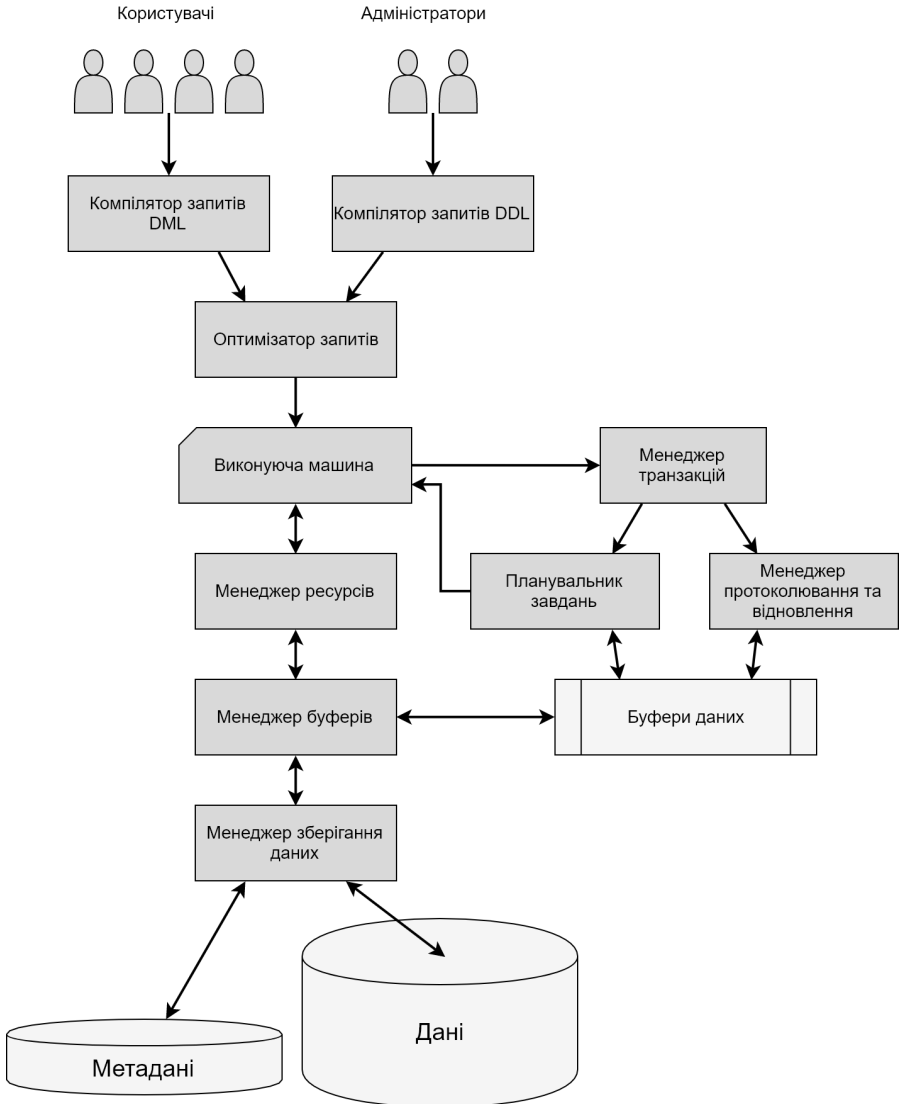 Користувачі
Адміністратори
Компілятор запитів
DML
Компілятор запитів DDL
Оптимізатор запитів
Виконуюча машина
Менеджер
транзакцій
Менеджер ресурсів
Планувальник
завдань
Менеджер
протоколювання та
відновлення
Менеджер буферів
Буфери даних
Менеджер зберігання
даних
Дані
Метадані